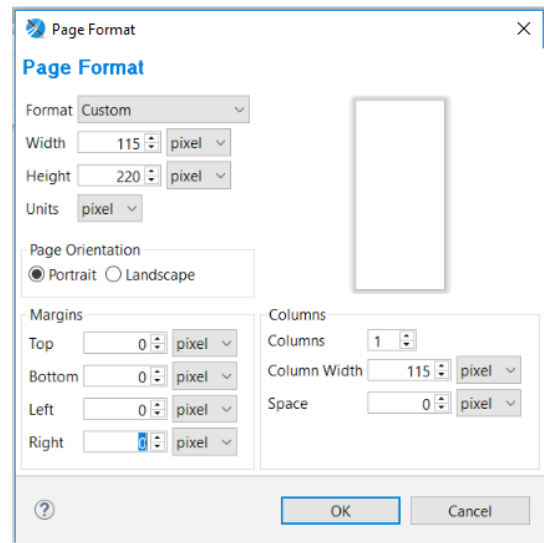 Page Format
Page Format
Format Custom
Width 115 pixel
Height 220 pixel
Units pixel
Page Orientation
Portrait Landscape
Margins
Top 0 pixel
Bottom 0 pixel
Left 0 pixel
Right 0 pixel
Columns
Columns 1
Column Width 115 pixel
Space 0 pixel
? OK Cancel